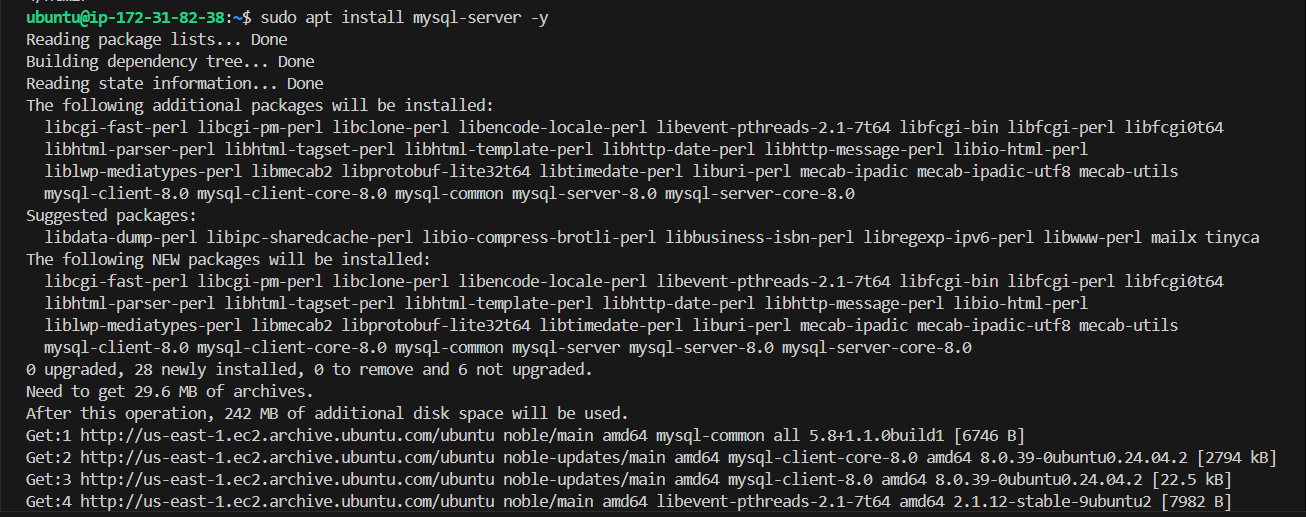 ubuntu@ip-172-31-82-38:~$ sudo apt install mysql-server -y
Reading package lists... Done
Building dependency tree... Done
Reading state information... Done
The following additional packages will be installed:
  libcgi-fast-perl libcgi-pm-perl libclone-perl libencode-locale-perl libevent-pthreads-2.1-7t64 libfcgi-bin libfcgi-perl libfcgi0t64
  libhtml-parser-perl libhtml-tagset-perl libhtml-template-perl libhttp-date-perl libhttp-message-perl libio-html-perl
  liblwp-mediatypes-perl libmecab2 libprotobuf-lite32t64 libtimedate-perl liburi-perl mecab-ipadic mecab-ipadic-utf8 mecab-utils
  mysql-client-8.0 mysql-client-core-8.0 mysql-common mysql-server-8.0 mysql-server-core-8.0
Suggested packages:
  libdata-dump-perl libipc-sharedcache-perl libio-compress-brotli-perl libbusiness-isbn-perl libregexp-ipv6-perl libwww-perl mailx tinyca
The following NEW packages will be installed:
  libcgi-fast-perl libcgi-pm-perl libclone-perl libencode-locale-perl libevent-pthreads-2.1-7t64 libfcgi-bin libfcgi-perl libfcgi0t64
  libhtml-parser-perl libhtml-tagset-perl libhtml-template-perl libhttp-date-perl libhttp-message-perl libio-html-perl
  liblwp-mediatypes-perl libmecab2 libprotobuf-lite32t64 libtimedate-perl liburi-perl mecab-ipadic mecab-ipadic-utf8 mecab-utils
  mysql-client-8.0 mysql-client-core-8.0 mysql-common mysql-server mysql-server-8.0 mysql-server-core-8.0
0 upgraded, 28 newly installed, 0 to remove and 6 not upgraded.
Need to get 29.6 MB of archives.
After this operation, 242 MB of additional disk space will be used.
Get:1 http://us-east-1.ec2.archive.ubuntu.com/ubuntu noble/main amd64 mysql-common all 5.8+1.1.0build1 [6746 B]
Get:2 http://us-east-1.ec2.archive.ubuntu.com/ubuntu noble-updates/main amd64 mysql-client-core-8.0 amd64 8.0.39-0ubuntu0.24.04.2 [2794 kB]
Get:3 http://us-east-1.ec2.archive.ubuntu.com/ubuntu noble-updates/main amd64 mysql-client-8.0 amd64 8.0.39-0ubuntu0.24.04.2 [22.5 kB]
Get:4 http://us-east-1.ec2.archive.ubuntu.com/ubuntu noble/main amd64 libevent-pthreads-2.1-7t64 amd64 2.1.12-stable-9ubuntu2 [7982 B]